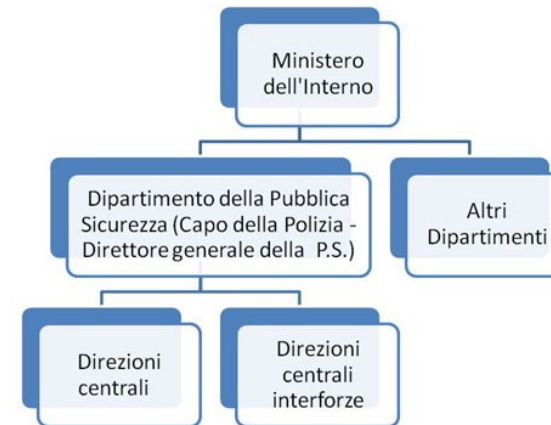 Ministero
dell'Interno
Dipartimento della Pubblica
Sicurezza (Capo della Polizia -
Direttore generale della P.S.)
Altri
Dipartimenti
Direzioni
centrali
Direzioni
centrali
interforze